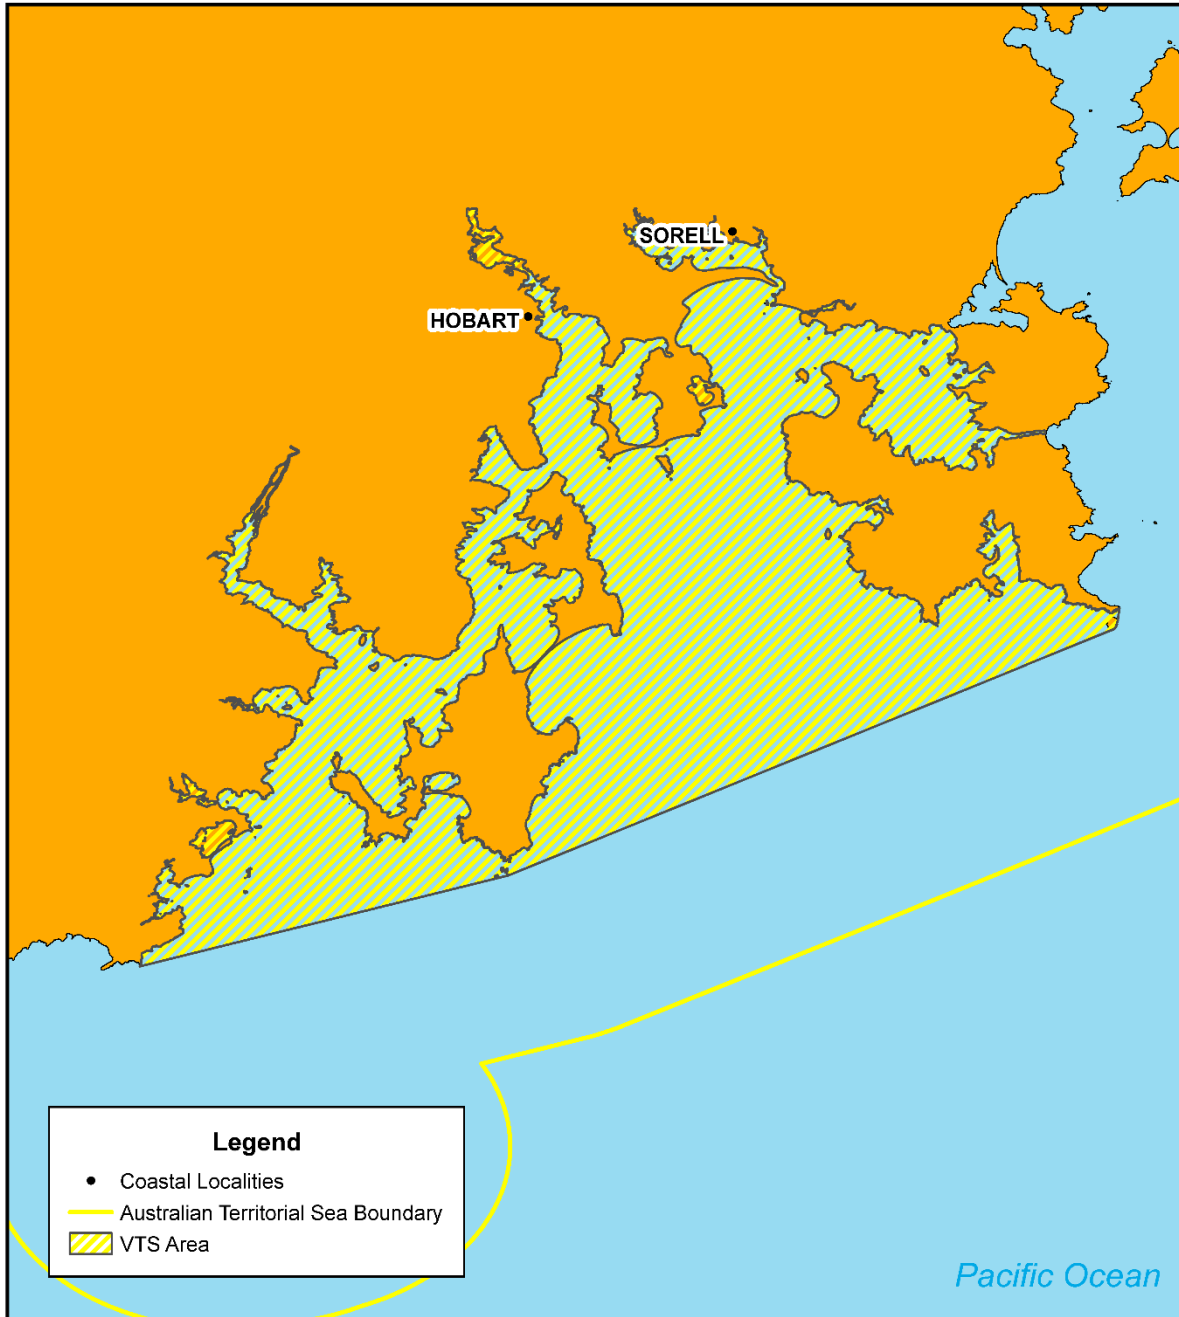 SORELL
HOBART
Legend
Coastal Localities
Australian Territorial Sea Boundary
VTS Area
Pacific Ocean